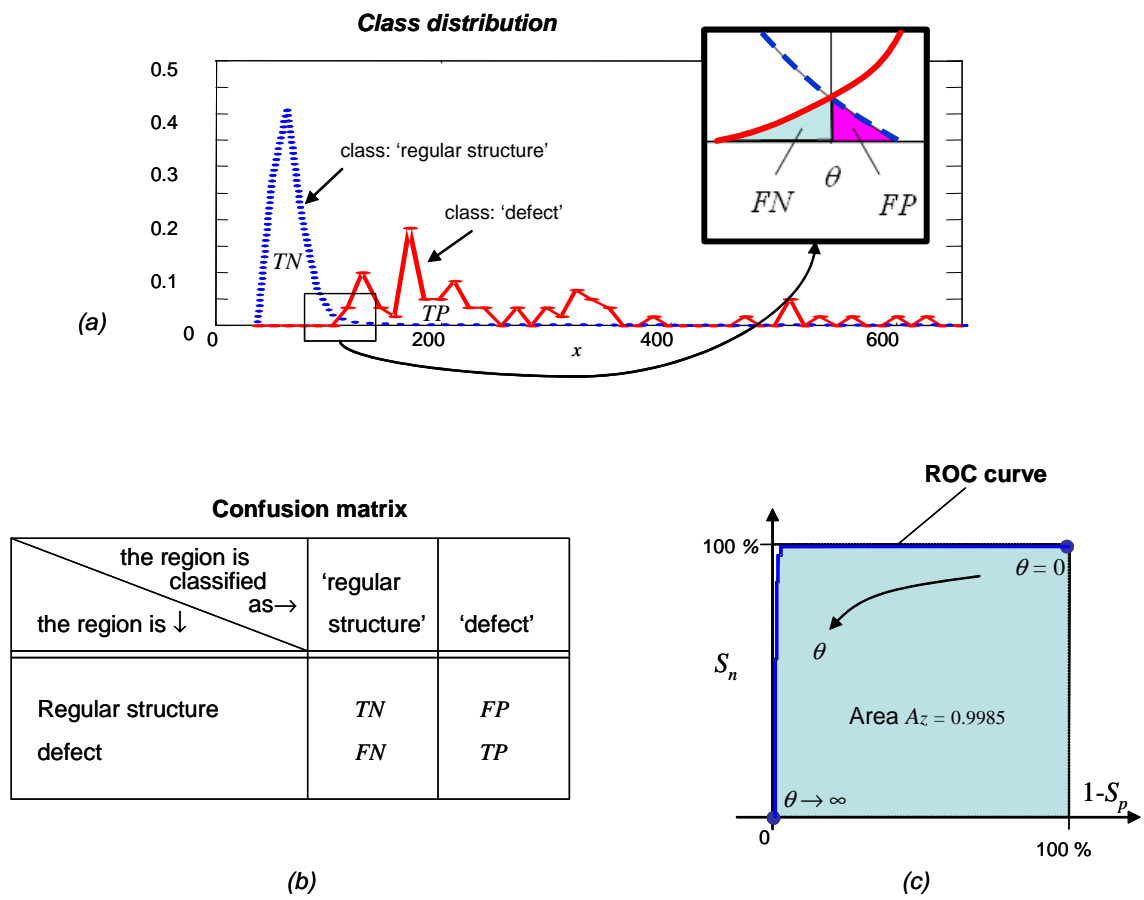 Class distribution
0.5
0.4
0.3
0.2
0.1
0
class: 'regular structure'
class: 'defect'
TN
TP
θ
FN
FP
(a)
0
200
x
400
600
Confusion matrix
the region is
classified
as→
the region is ↓
'regular
structure'
'defect'
Regular structure
TN
FP
defect
FN
TP
(b)
ROC curve
100 %
θ = 0
θ
Sₙ
Area Az = 0.9985
θ → ∞
1-Sₚ
0
100 %
(c)